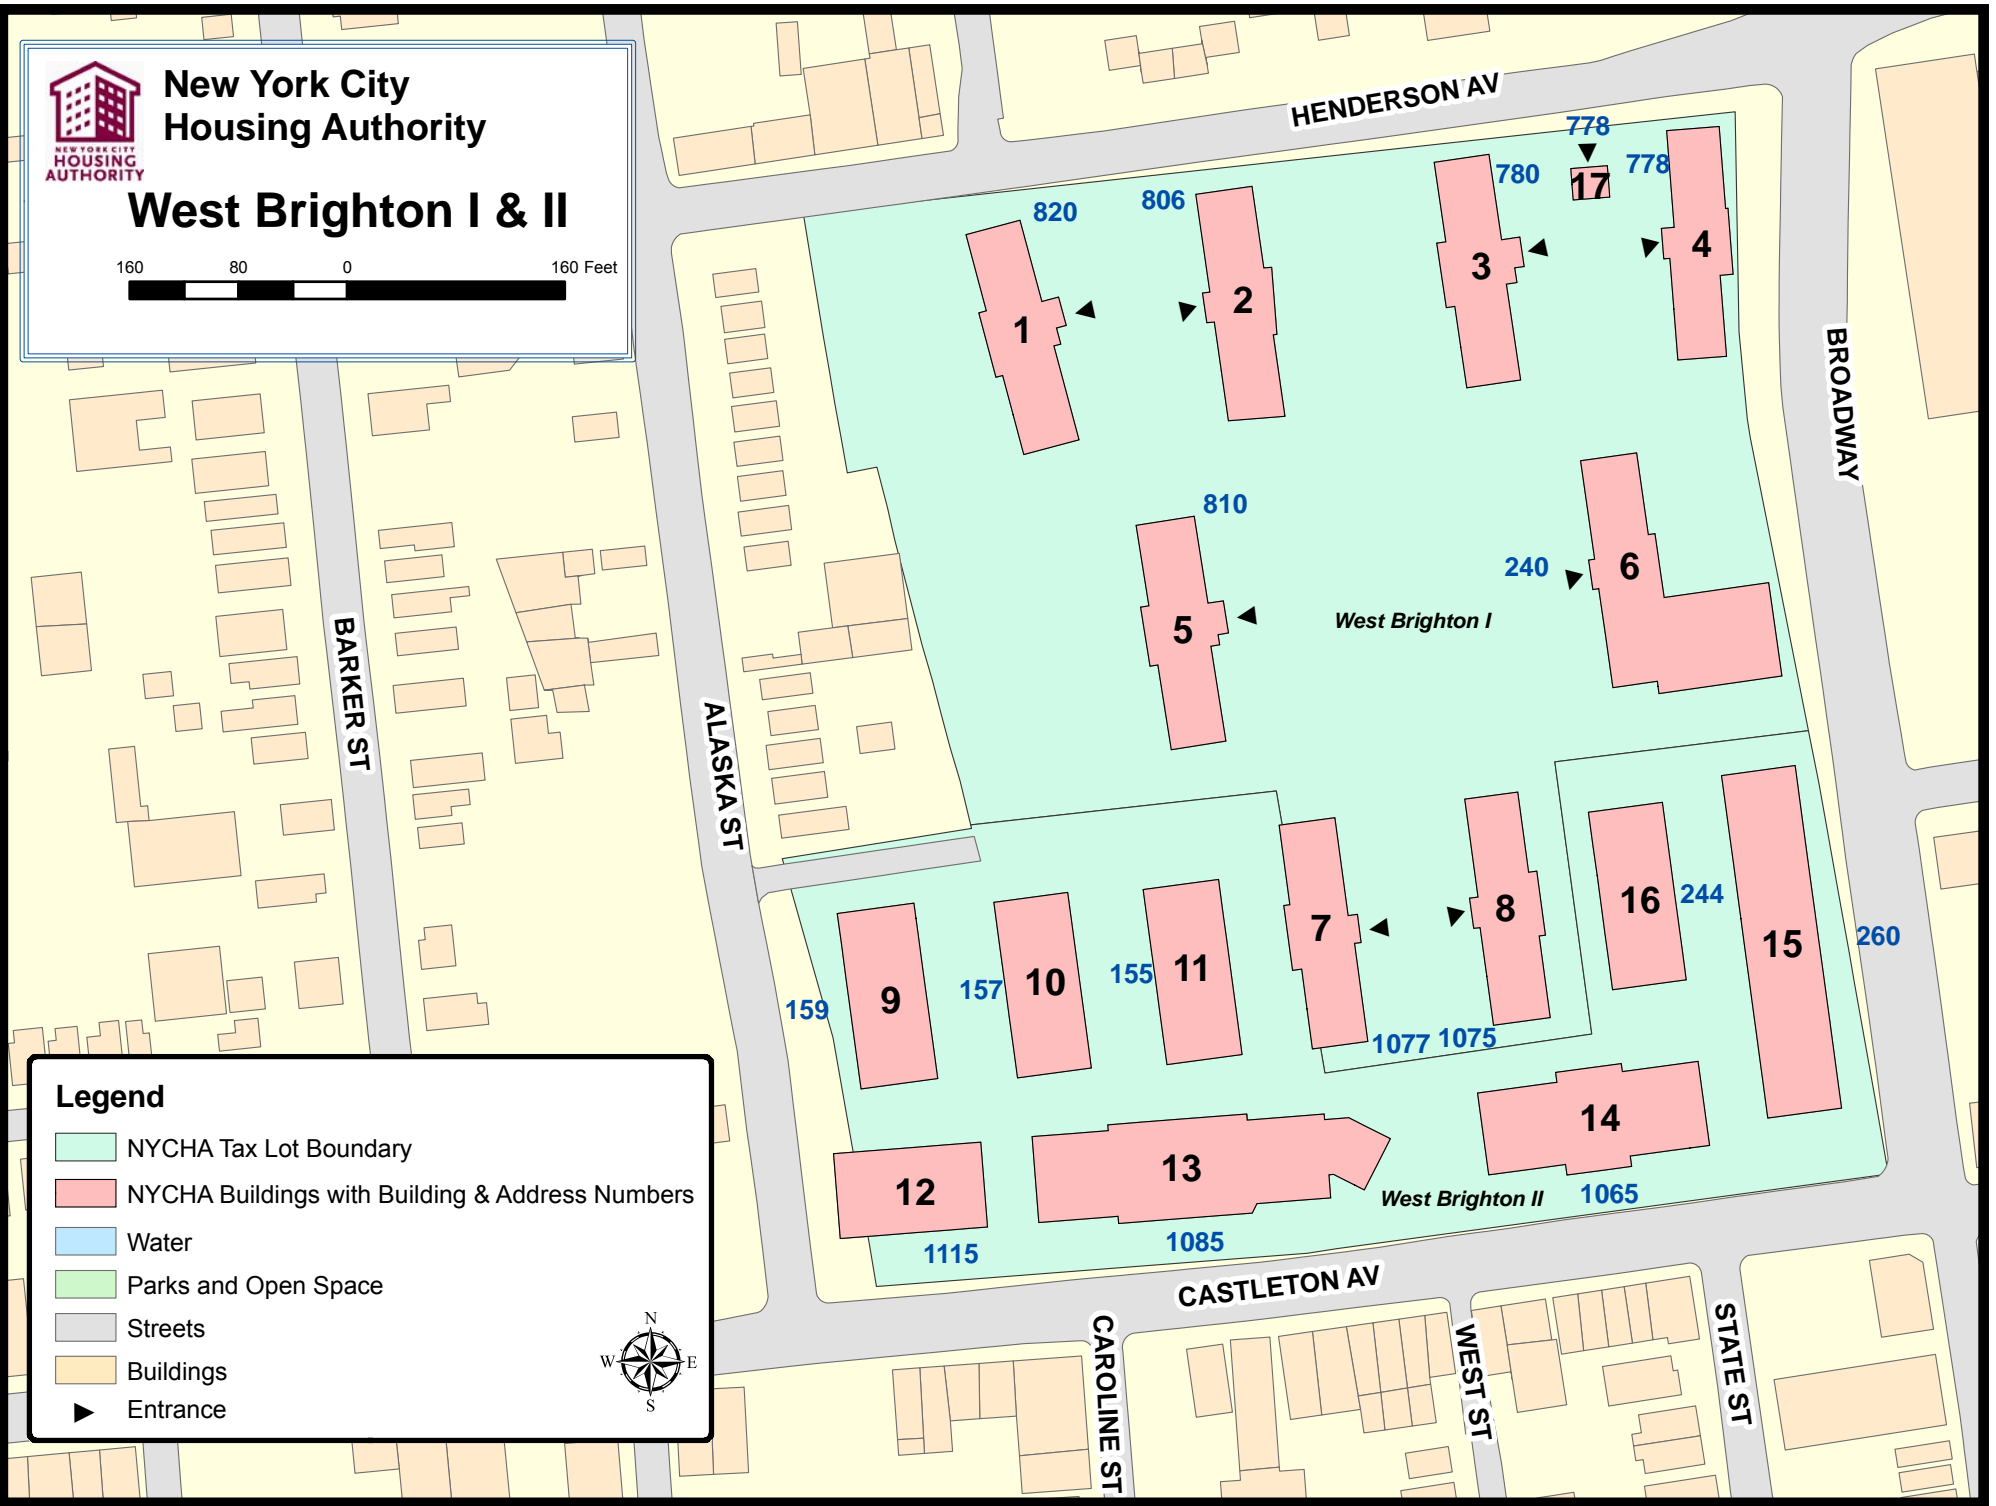 New York City
Housing Authority
NEW YORK CITY
HOUSING
AUTHORITY
West Brighton I & II
160 80 0 160 Feet
HENDERSON AV
778
778
17
780
4
820
806
3
2
1
BROADWAY
810
240
6
5
West Brighton I
BARKER ST
ALASKA ST
16
244
15
260
7
8
9
10
11
159
157
155
1077
1075
14
13
12
West Brighton II
1065
1085
1115
CASTLETON AV
CAROLINE ST
WEST ST
STATE ST
Legend
NYCHA Tax Lot Boundary
NYCHA Buildings with Building & Address Numbers
Water
Parks and Open Space
Streets
Buildings
Entrance
N
W E
S